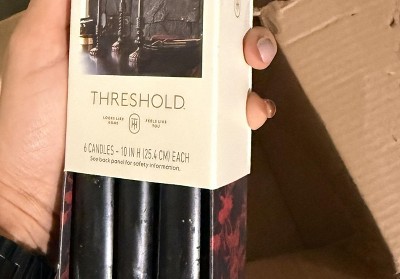 THRESHOLD
LOOKS LIKE HOME
FEELS LIKE YOU
6 CANDLES – 10 IN H (25.4 CM) EACH
See back panel for safety information.